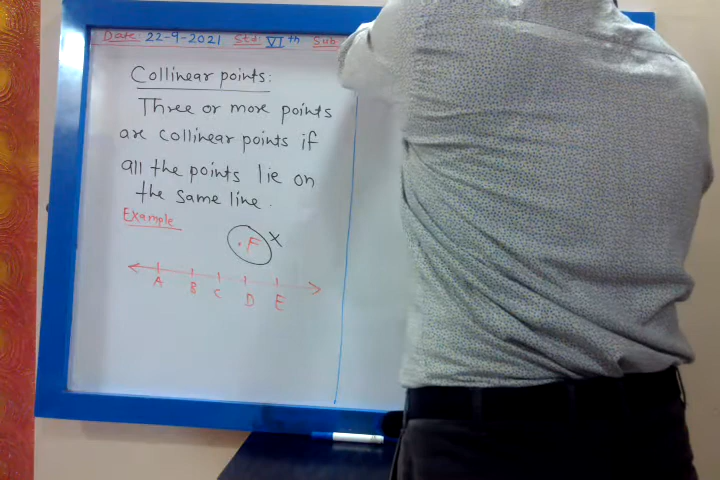 Date: 22-9-2021 Std: VI th Sub:
Collinear points:
Three or more points
are collinear points if
all the points lie on
the same line.
Example
.F X
A B C D E